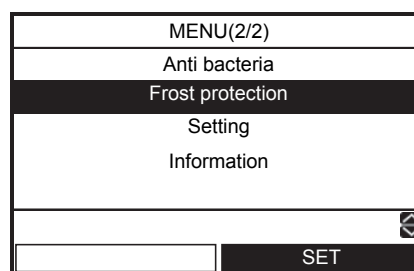 MENU(2/2)
Anti bacteria
Frost protection
Setting
Information
SET